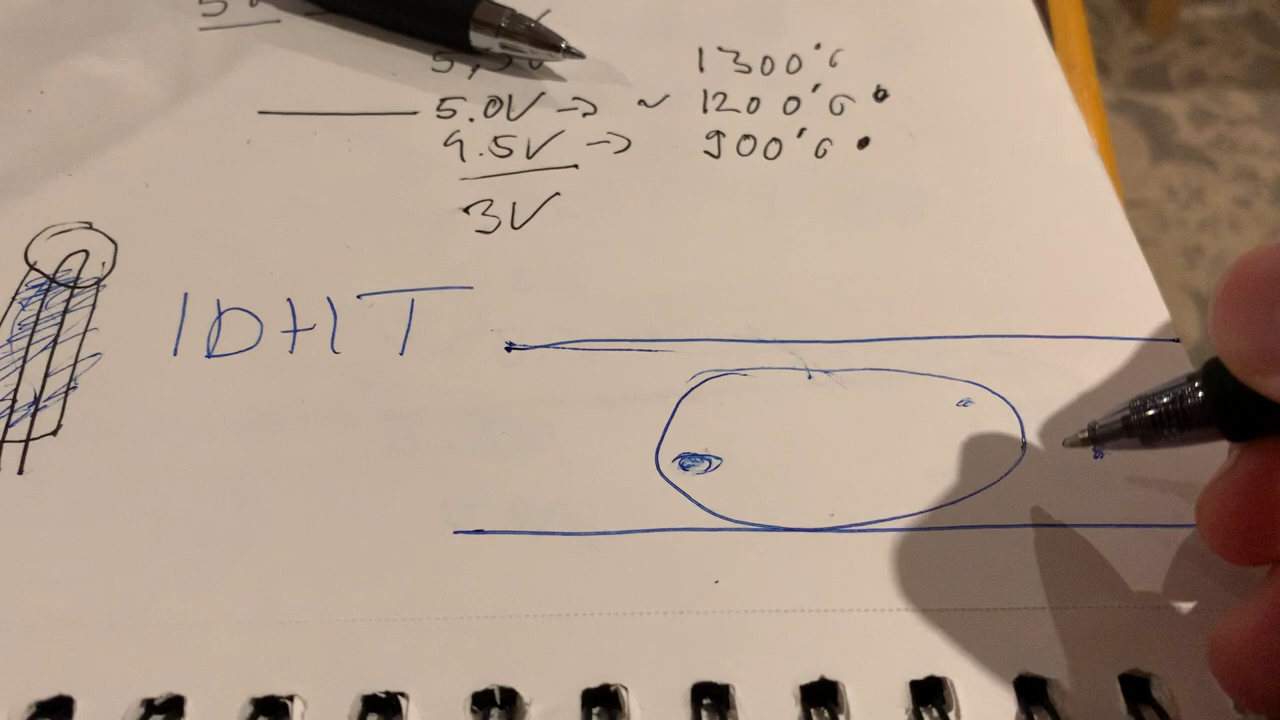 1300°C
5.0V → ~ 1200°C
4.5V → 900°C
3V
IDHT